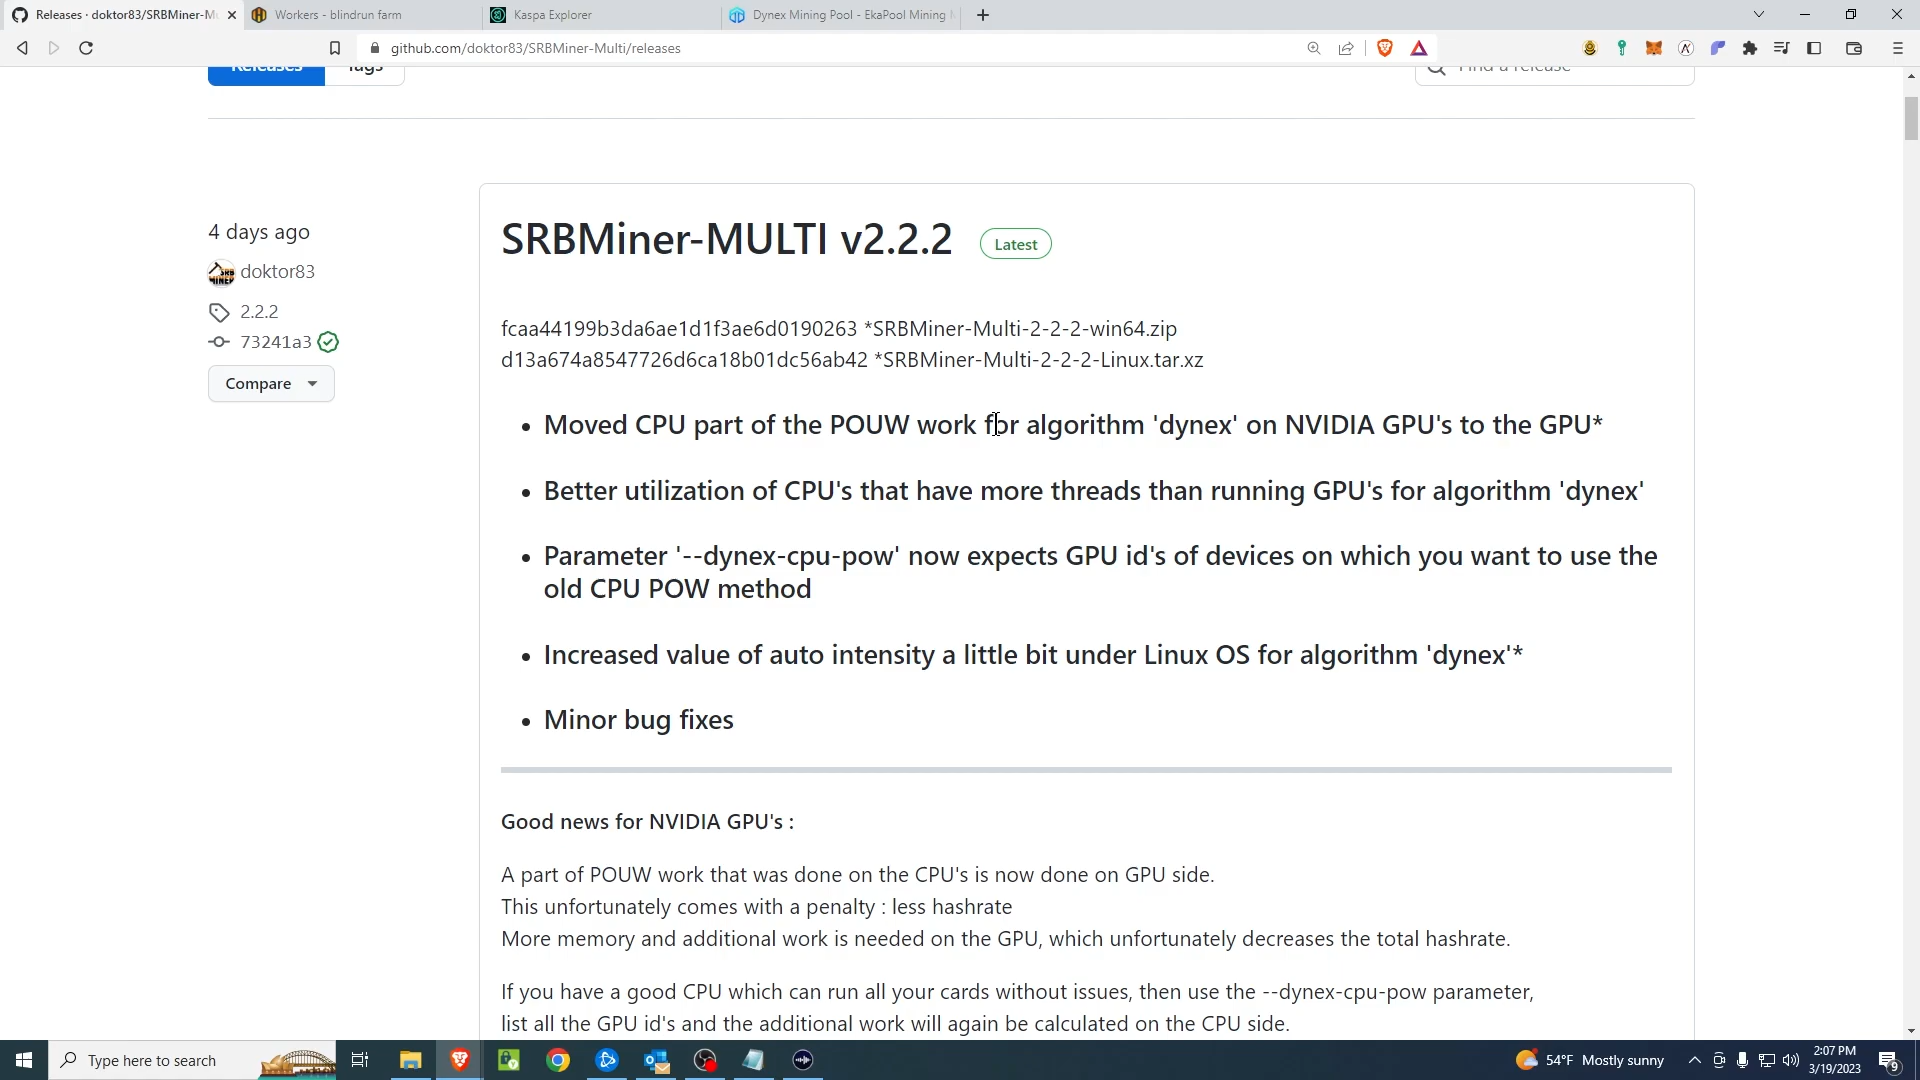 Releases · doktor83/SRBMiner-Mu
Workers - blindrun farm
Kaspa Explorer
Dynex Mining Pool - EkaPool Mining
github.com/doktor83/SRBMiner-Multi/releases
Releases
Tags
Find a release
4 days ago
doktor83
2.2.2
73241a3
Compare
SRBMiner-MULTI v2.2.2
Latest
fcaa44199b3da6ae1d1f3ae6d0190263 *SRBMiner-Multi-2-2-2-win64.zip
d13a674a8547726d6ca18b01dc56ab42 *SRBMiner-Multi-2-2-2-Linux.tar.xz
• Moved CPU part of the POUW work for algorithm 'dynex' on NVIDIA GPU's to the GPU*
• Better utilization of CPU's that have more threads than running GPU's for algorithm 'dynex'
• Parameter '--dynex-cpu-pow' now expects GPU id's of devices on which you want to use the
old CPU POW method
• Increased value of auto intensity a little bit under Linux OS for algorithm 'dynex'*
• Minor bug fixes
Good news for NVIDIA GPU's :
A part of POUW work that was done on the CPU's is now done on GPU side.
This unfortunately comes with a penalty : less hashrate
More memory and additional work is needed on the GPU, which unfortunately decreases the total hashrate.
If you have a good CPU which can run all your cards without issues, then use the --dynex-cpu-pow parameter,
list all the GPU id's and the additional work will again be calculated on the CPU side.
Type here to search
54°F Mostly sunny
2:07 PM
3/19/2023
9